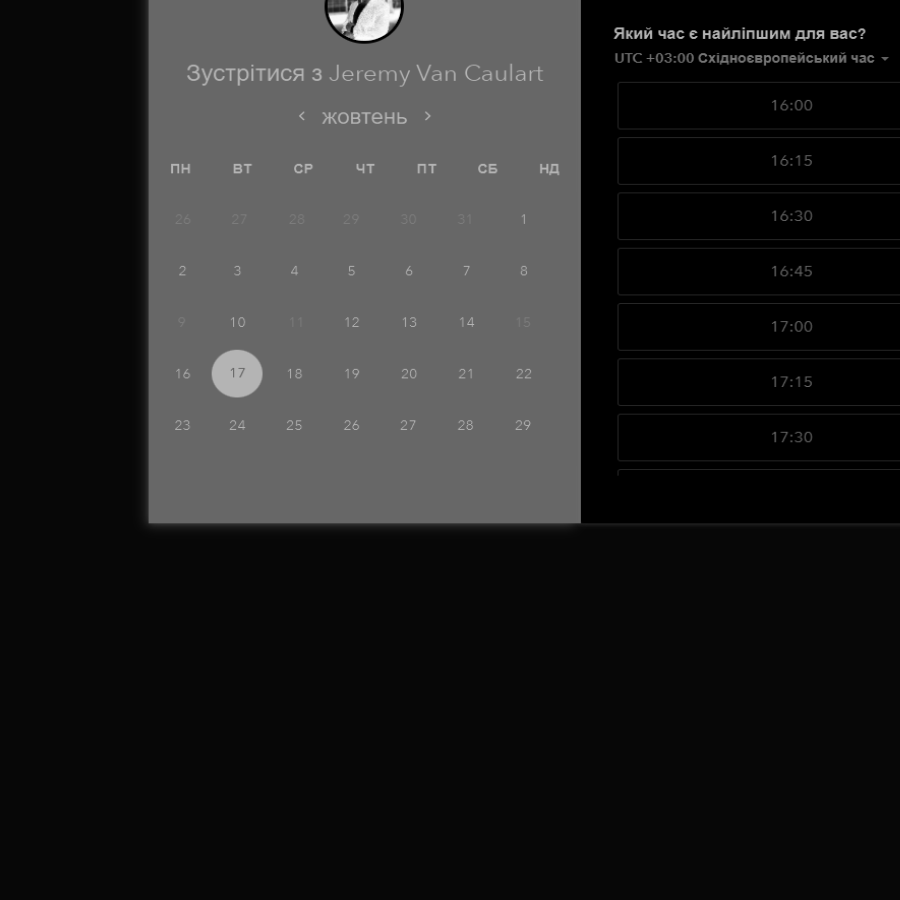 Зустрітися з Jeremy Van Caulart
жовтень
ПН ВТ СР ЧТ ПТ СБ НД
26 27 28 29 30 31 1
2 3 4 5 6 7 8
9 10 11 12 13 14 15
16 17 18 19 20 21 22
23 24 25 26 27 28 29
Який час є найліпшим для вас?
UTC +03:00 Східноєвропейський час
16:00
16:15
16:30
16:45
17:00
17:15
17:30